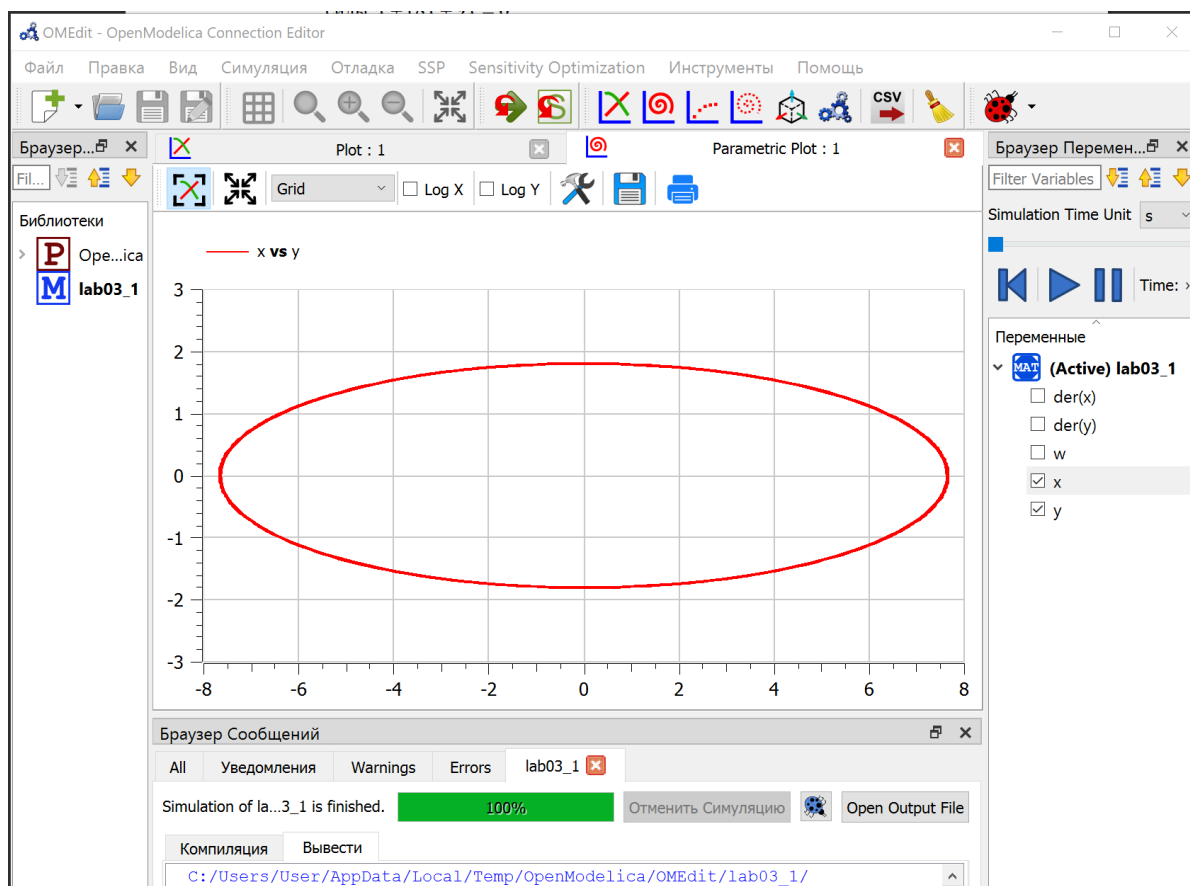 OMEdit - OpenModelica Connection Editor
Файл Правка Вид Симуляция Отладка SSP Sensitivity Optimization Инструменты Помощь
CSV
Браузер...
Plot : 1
Parametric Plot : 1
Браузер Перемен...
Fil...
Grid
Log X
Log Y
Filter Variables
Библиотеки
Simulation Time Unit s
P Ope...ica
M lab03_1
x vs y
Time:
Переменные
MAT (Active) lab03_1
der(x)
der(y)
w
x
y
3
2
1
0
-1
-2
-3
-8 -6 -4 -2 0 2 4 6 8
Браузер Сообщений
All Уведомления Warnings Errors lab03_1
Simulation of la...3_1 is finished. 100% Отменить Симуляцию Open Output File
Компиляция Вывести
C:/Users/User/AppData/Local/Temp/OpenModelica/OMEdit/lab03_1/